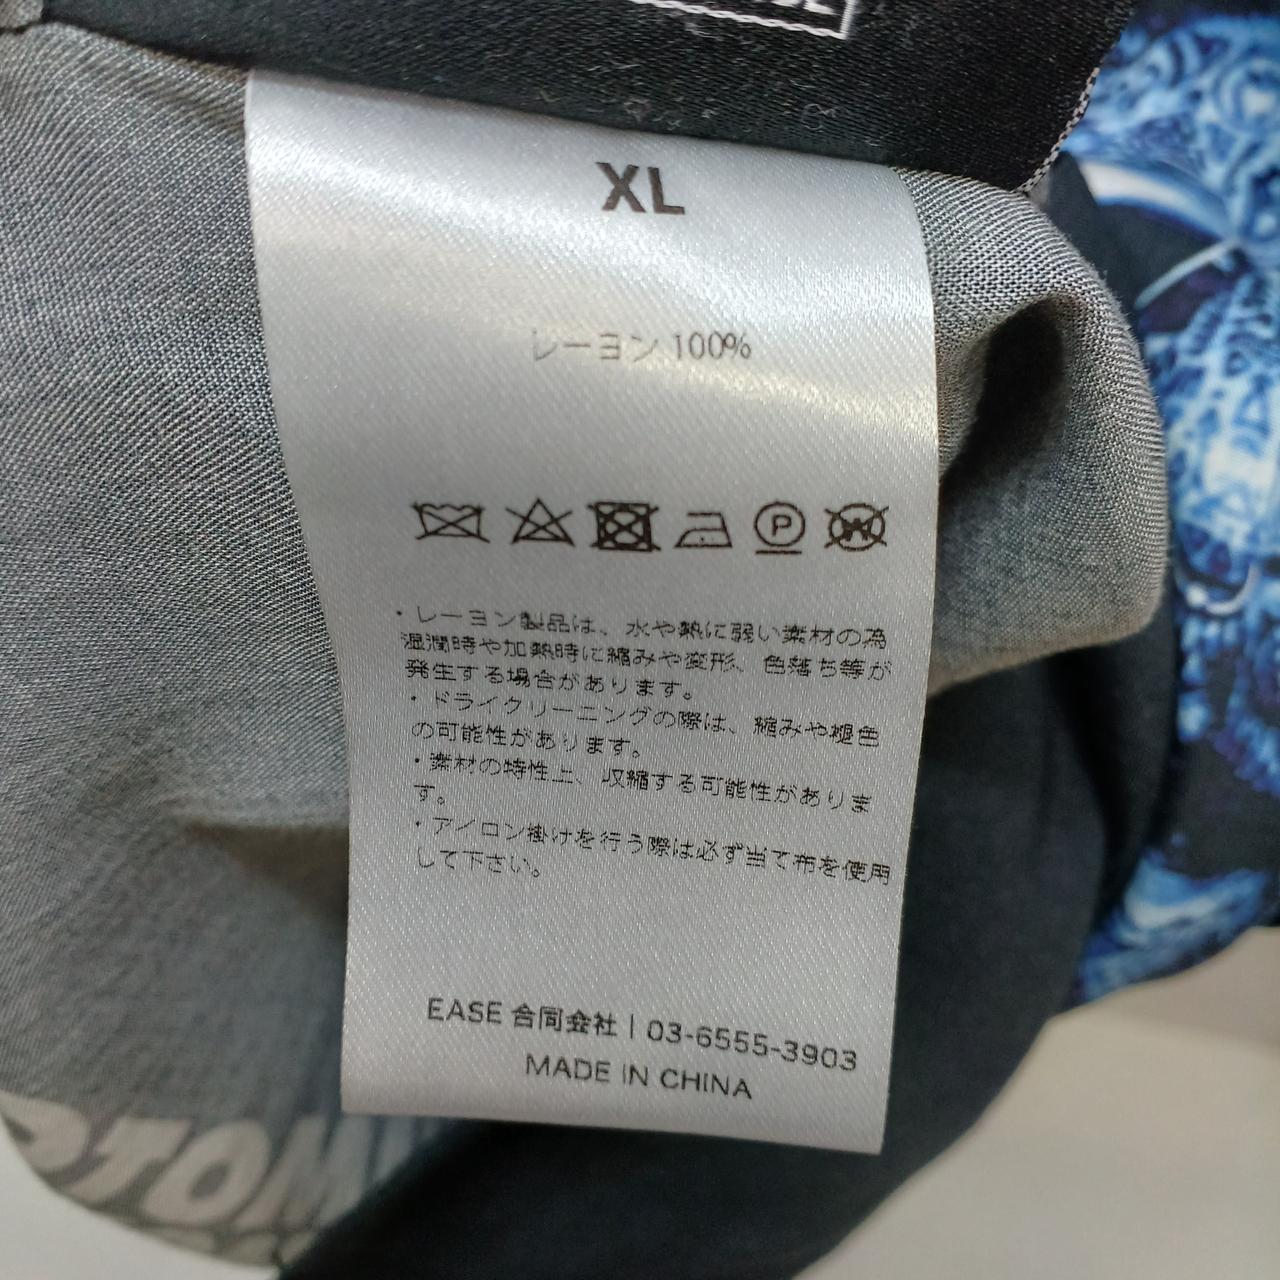 XL
レーヨン 100%
P
W
・レーヨン製品は、水や熱に弱い素材の為
湿潤時や加熱時に縮みや変形、色落ち等が
発生する場合があります。
・ドライクリーニングの際は、縮みや褪色
の可能性があります。
・素材の特性上、収縮する可能性がありま
す。
・アイロン掛けを行う際は必ず当て布を使用
して下さい。
EASE 合同会社 | 03-6555-3903
MADE IN CHINA